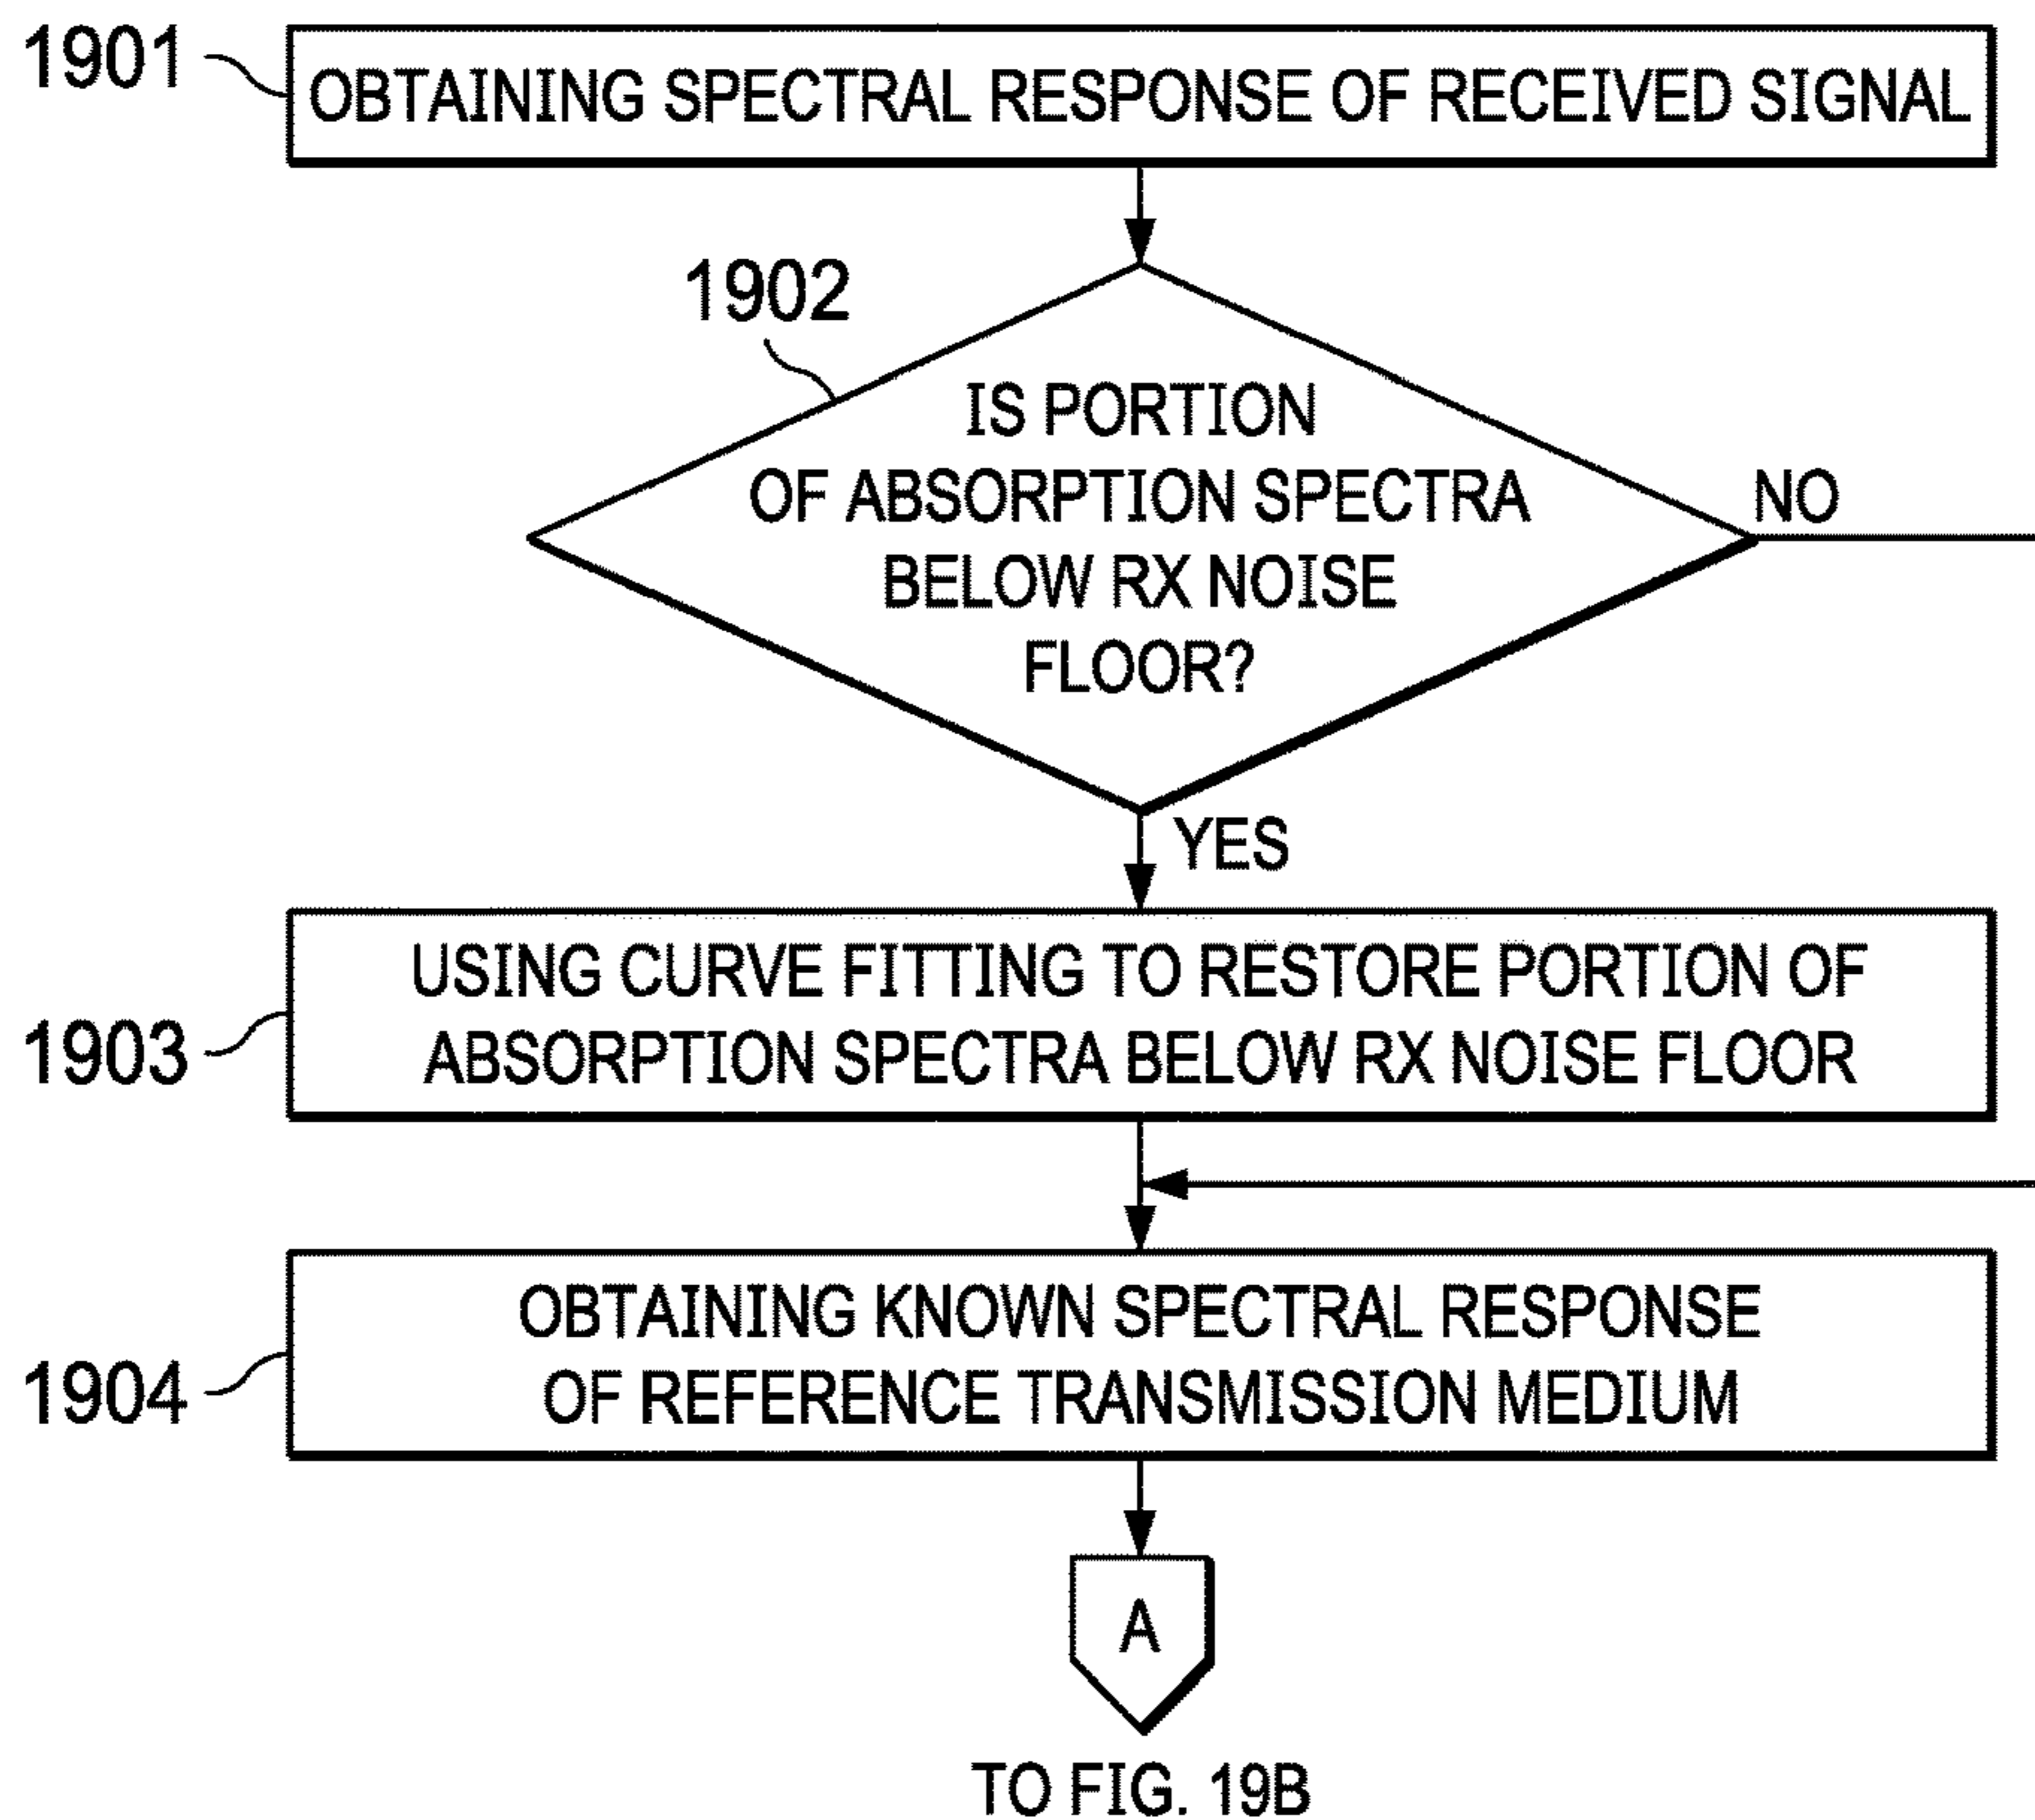 1901
OBTAINING SPECTRAL RESPONSE OF RECEIVED SIGNAL
1902
IS PORTION
OF ABSORPTION SPECTRA
BELOW RX NOISE
FLOOR?
NO
YES
1903
USING CURVE FITTING TO RESTORE PORTION OF
ABSORPTION SPECTRA BELOW RX NOISE FLOOR
1904
OBTAINING KNOWN SPECTRAL RESPONSE
OF REFERENCE TRANSMISSION MEDIUM
A
TO FIG. 19B